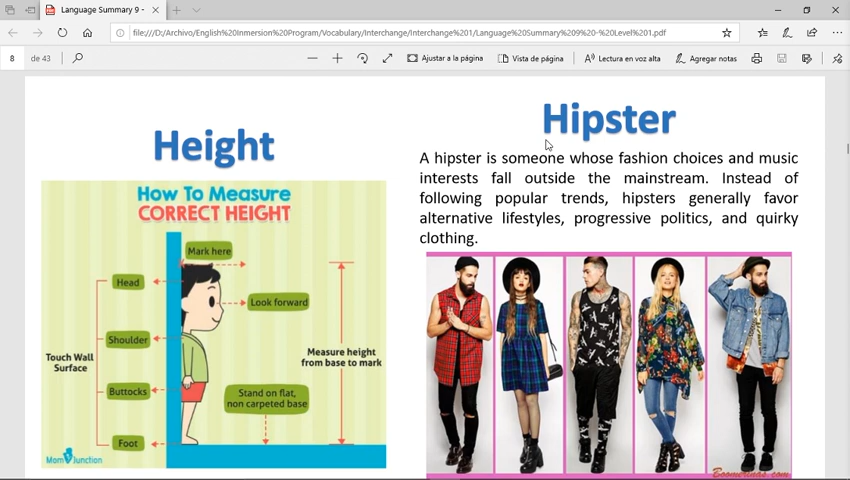 Language Summary 9 -
file:///D:/Archivo/English%20Inmersion%20Program/Vocabulary/Interchange/Interchange%201/Language%20Summary%209%20-%20Level%201.pdf
8 de 43
Ajustar a la página
Vista de página
Lectura en voz alta
Agregar notas
Height
How To Measure
CORRECT HEIGHT
Mark here
Head
Look forward
Shoulder
Touch Wall
Surface
Measure height
from base to mark
Buttocks
Stand on flat,
non carpeted base
Foot
Mom Junction
Hipster
A hipster is someone whose fashion choices and music
interests fall outside the mainstream. Instead of
following popular trends, hipsters generally favor
alternative lifestyles, progressive politics, and quirky
clothing.
Boomerinas.com